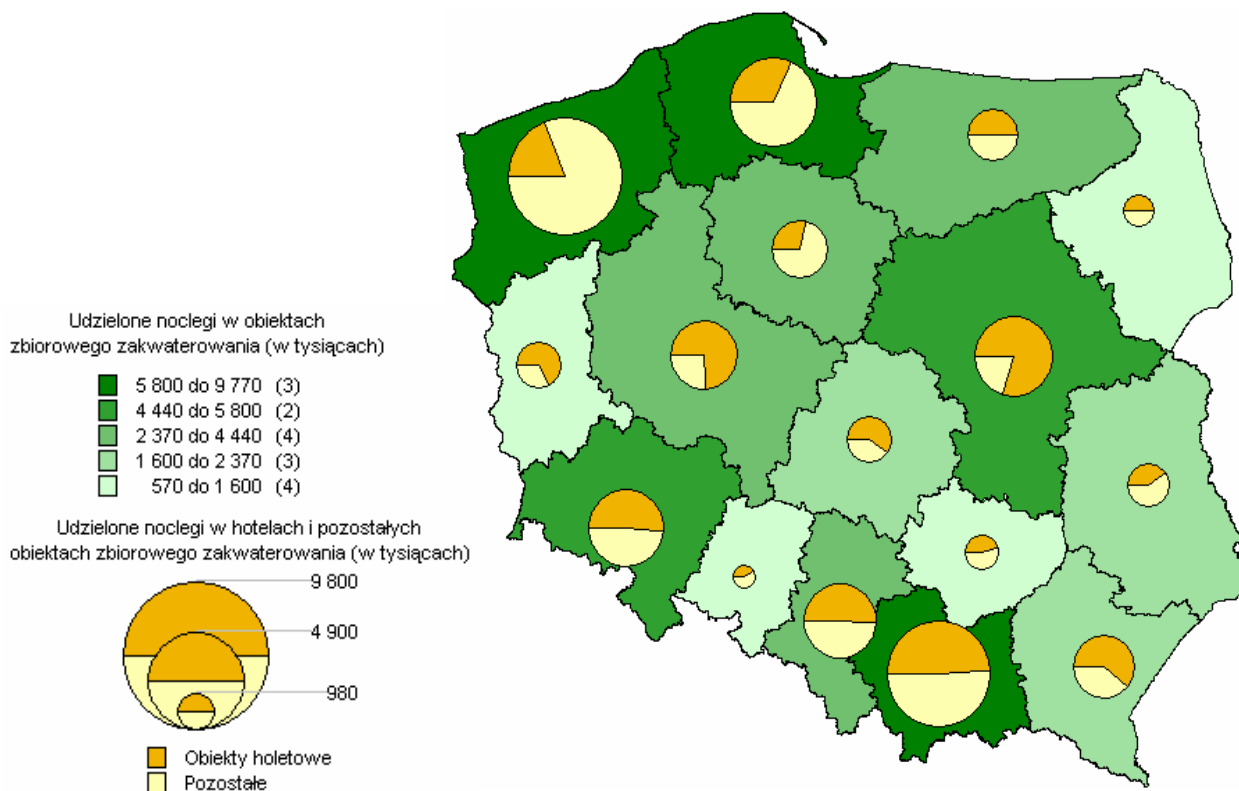 Udzielone noclegi w obiektach
zbiorowego zakwaterowania (w tysiącach)
5 800 do 9 770 (3)
4 440 do 5 800 (2)
2 370 do 4 440 (4)
1 600 do 2 370 (3)
570 do 1 600 (4)
Udzielone noclegi w hotelach i pozostałych
obiektach zbiorowego zakwaterowania (w tysiącach)
9 800
4 900
980
Obiekty holetowe
Pozostałe